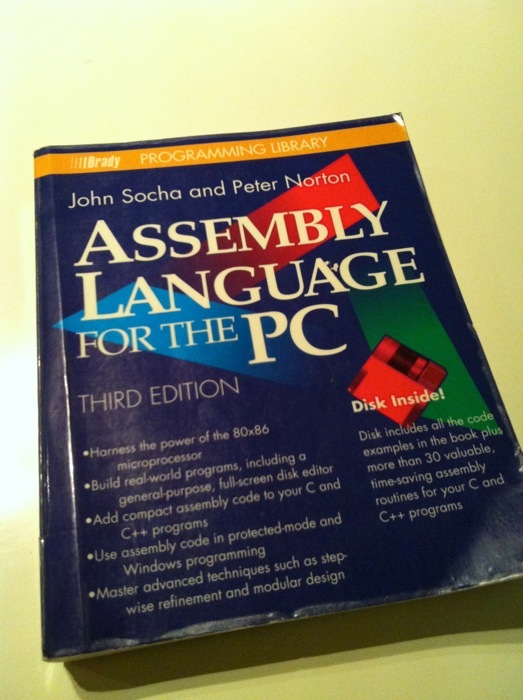 Brady PROGRAMMING LIBRARY
John Socha and Peter Norton
ASSEMBLY
LANGUAGE
FOR THE PC
THIRD EDITION
•Harness the power of the 80x86
microprocessor
•Build real-world programs, including a
general-purpose, full-screen disk editor
•Add compact assembly code to your C and
C++ programs
•Use assembly code in protected-mode and
Windows programming
•Master advanced techniques such as step-
wise refinement and modular design
Disk Inside!
Disk includes all the code
examples in the book plus
more than 30 valuable,
time-saving assembly
routines for your C and
C++ programs